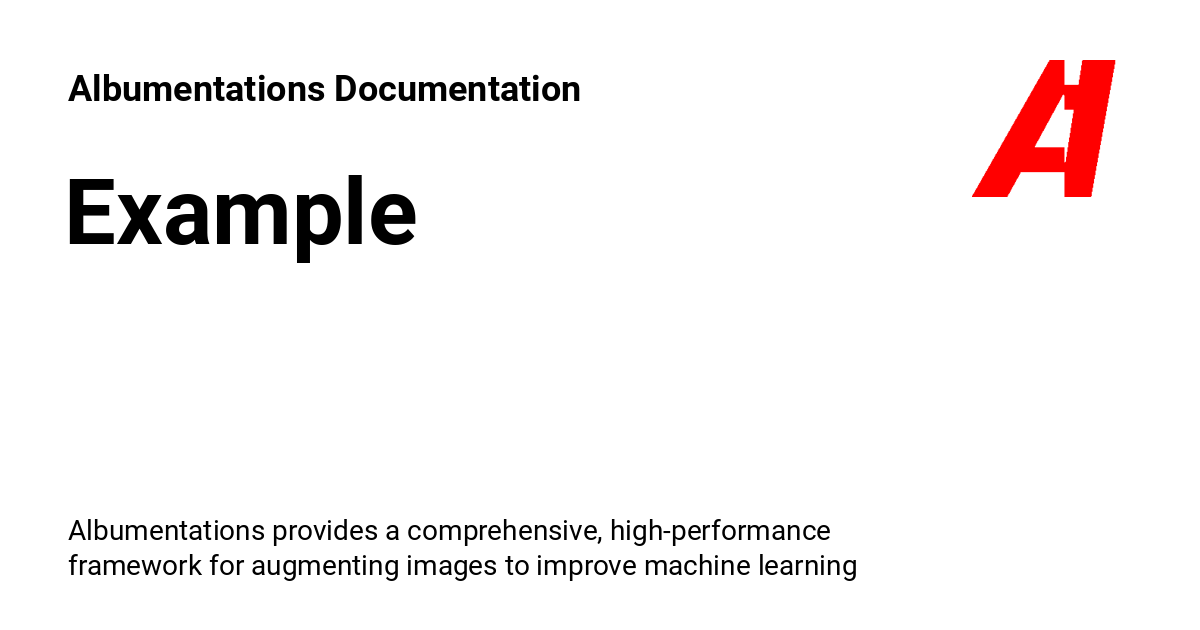 Albumentations Documentation
Example
Albumentations provides a comprehensive, high-performance
framework for augmenting images to improve machine learning